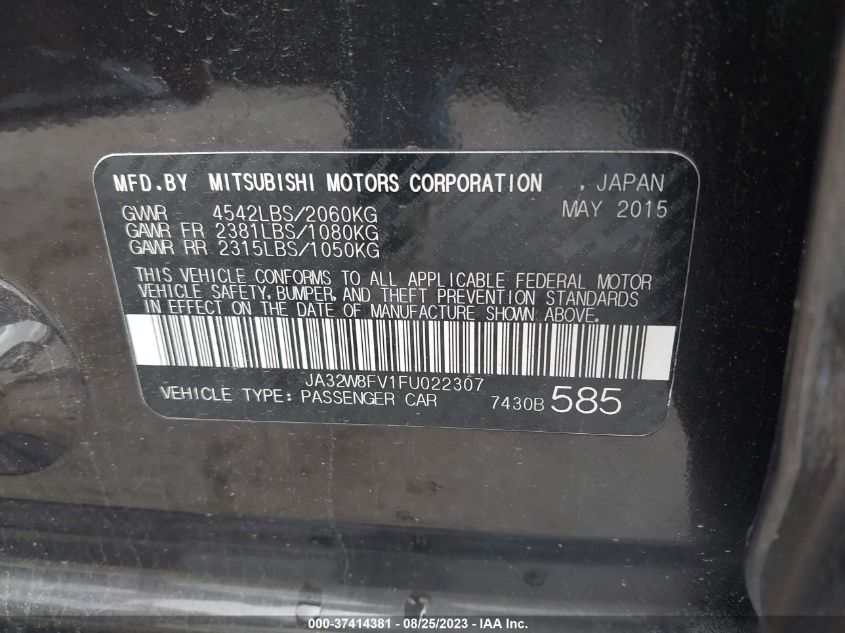 MFD.BY MITSUBISHI MOTORS CORPORATION , JAPAN
GVWR 4542LBS/2060KG MAY 2015
GAWR FR 2381LBS/1080KG
GAWR RR 2315LBS/1050KG
THIS VEHICLE CONFORMS TO ALL APPLICABLE FEDERAL MOTOR
VEHICLE SAFETY, BUMPER, AND THEFT PREVENTION STANDARDS
IN EFFECT ON THE DATE OF MANUFACTURE SHOWN ABOVE.
JA32W8FV1FU022307
VEHICLE TYPE: PASSENGER CAR 7430B 585
000-37414381 - 08/25/2023 - IAA Inc.